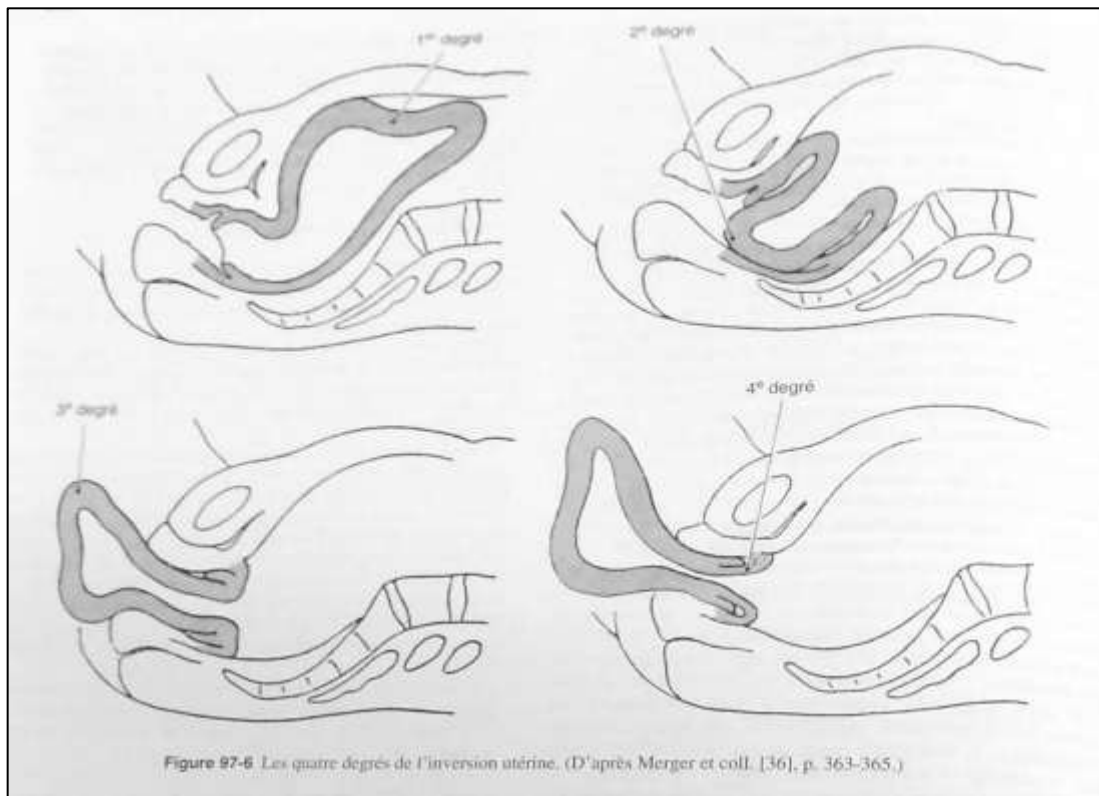 1er degré
2e degré
3e degré
4e degré
Figure 97-6 Les quatre degrés de l'inversion utérine. (D'après Merger et coll. [36], p. 363-365.)